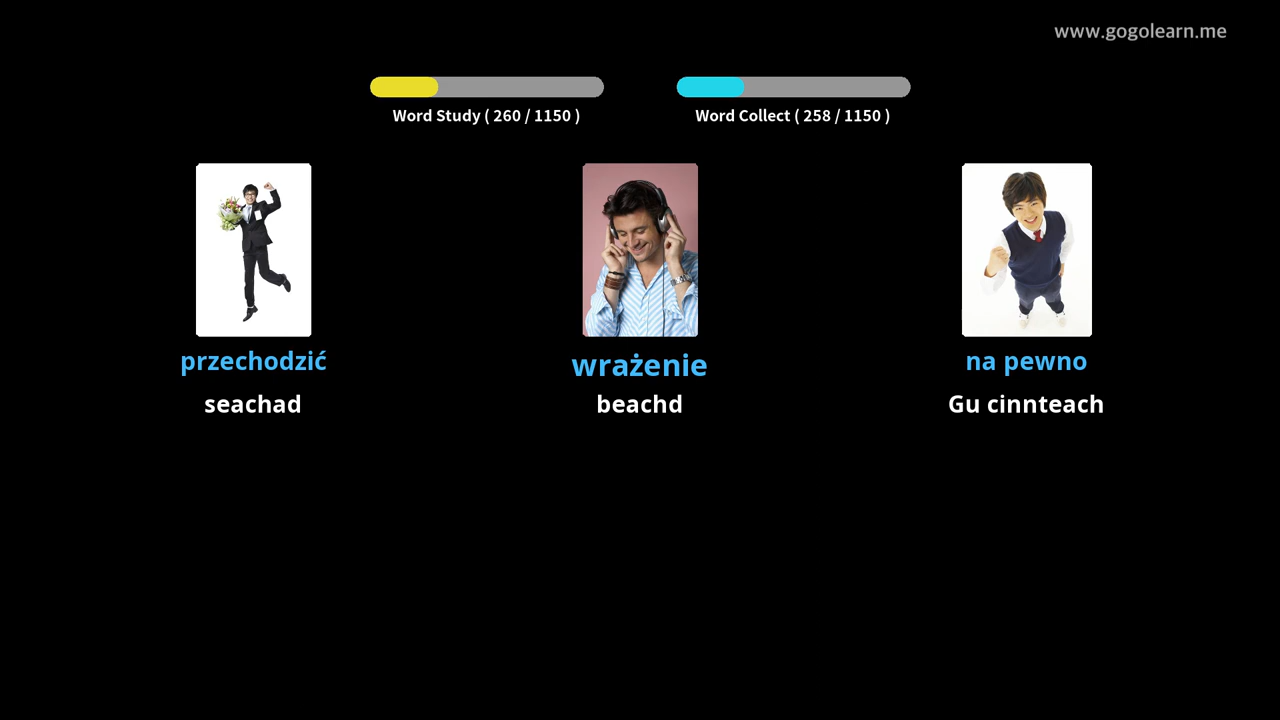 www.gogolearn.me
Word Study ( 260 / 1150 )
Word Collect ( 258 / 1150 )
przechodzić
wrażenie
na pewno
seachad
beachd
Gu cinnteach